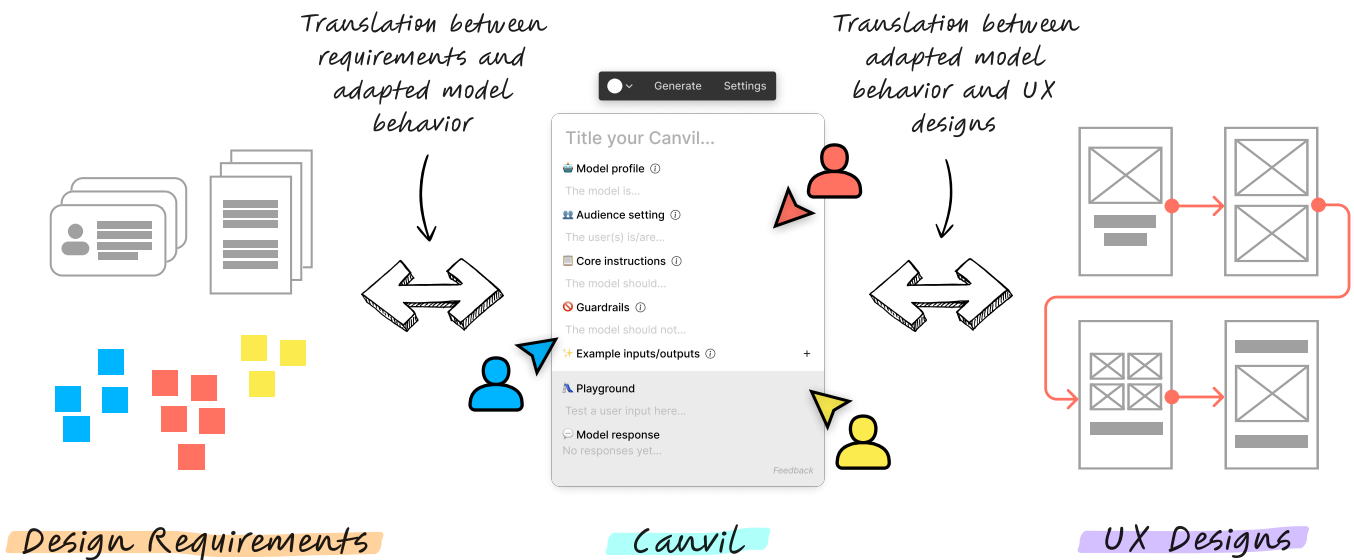 Translation between
requirements and
adapted model
behavior
Translation between
adapted model
behavior and UX
designs
Generate
Settings
Title your Canvil...
Model profile
The model is...
Audience setting
The user(s) is/are...
Core instructions
The model should...
Guardrails
The model should not...
Example inputs/outputs
Playground
Test a user input here...
Model response
No responses yet...
Feedback
Design Requirements
Canvil
UX Designs